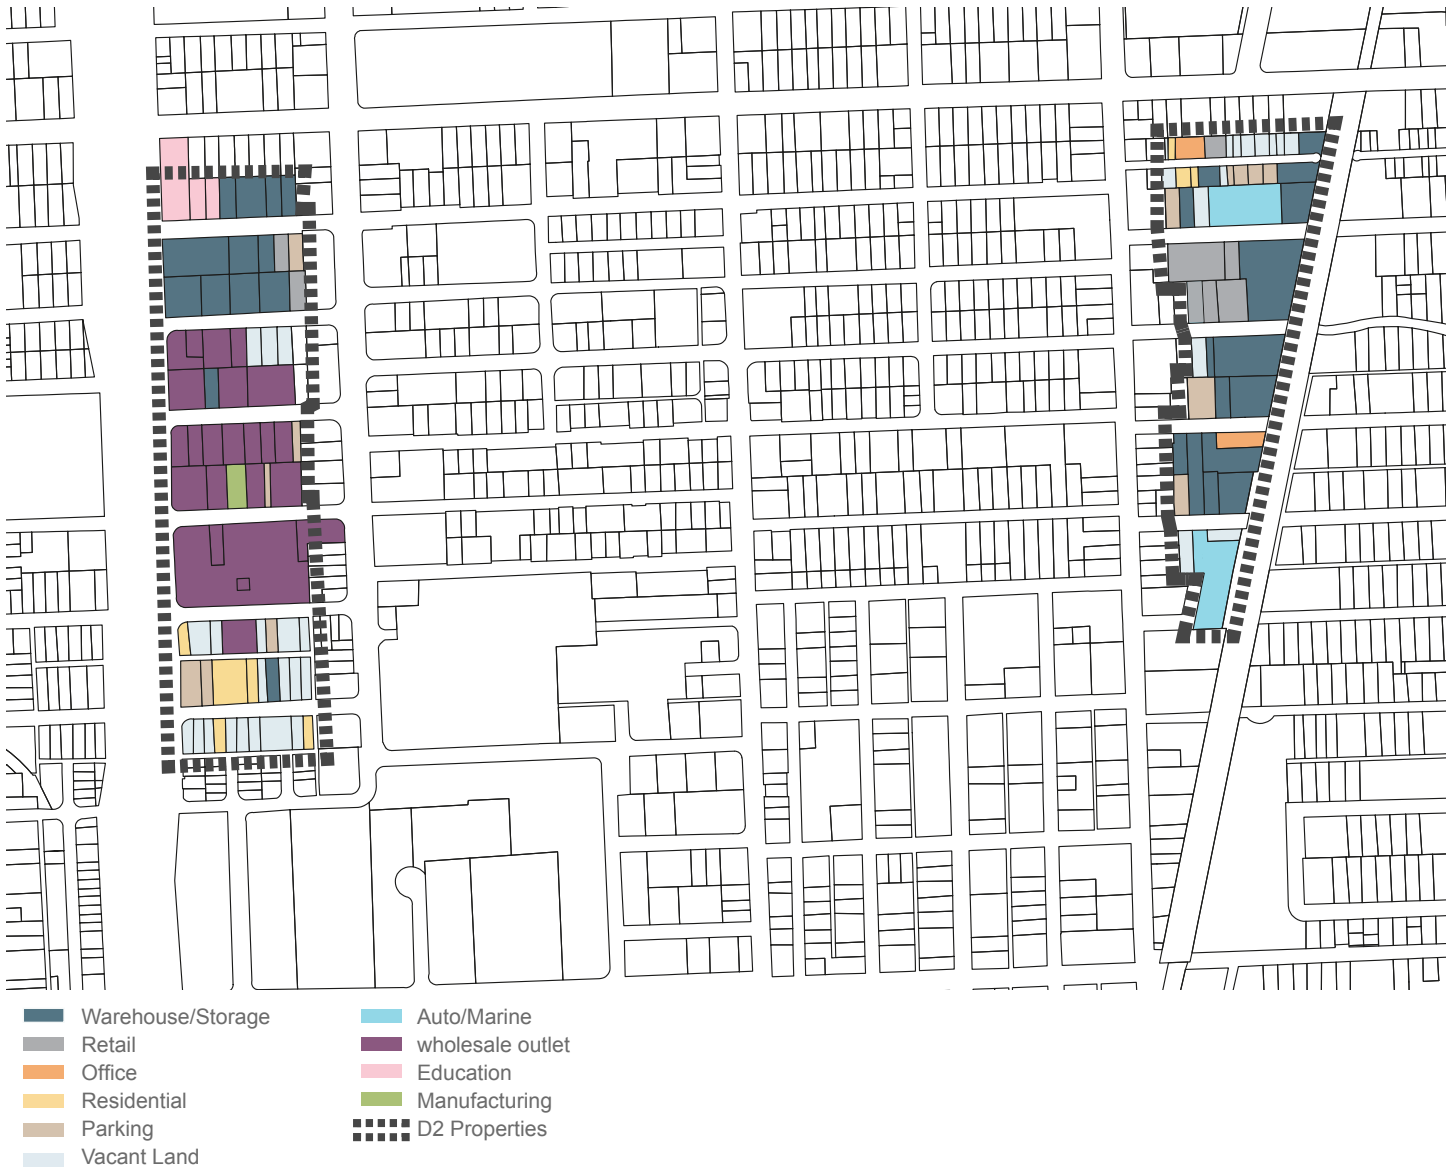 Warehouse/Storage
Retail
Office
Residential
Parking
Vacant Land
Auto/Marine
wholesale outlet
Education
Manufacturing
D2 Properties